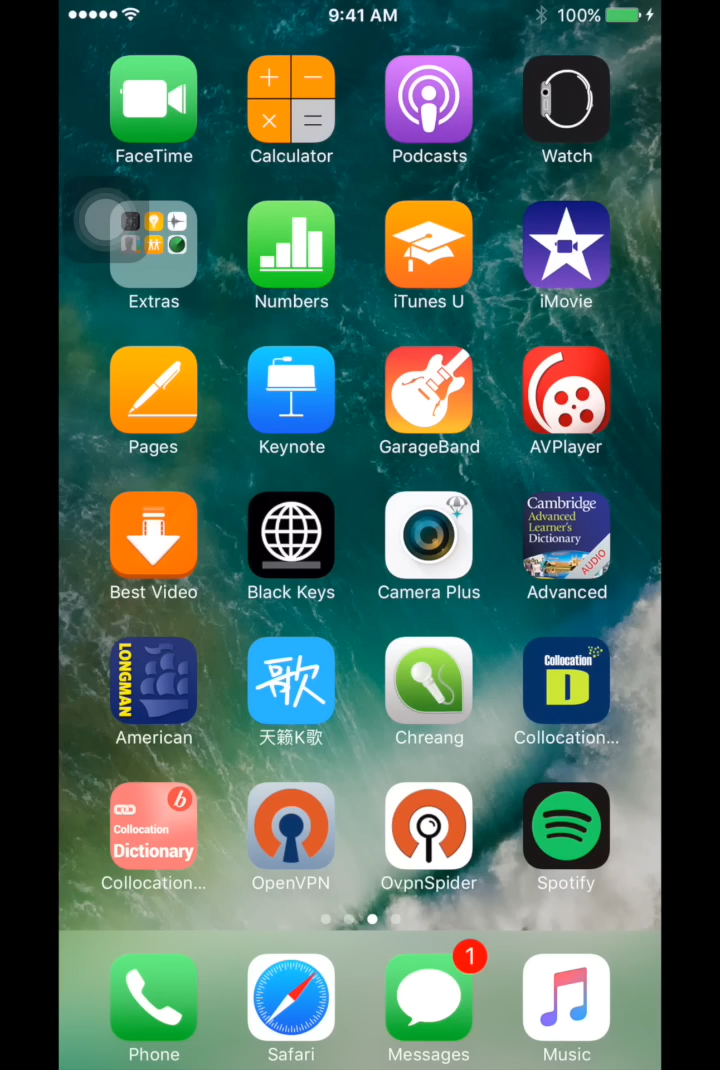 9:41 AM
100%
FaceTime
Calculator
Podcasts
Watch
Extras
Numbers
iTunes U
iMovie
Pages
Keynote
GarageBand
AVPlayer
Cambridge
Advanced
Learner's
Dictionary
AUDIO
Best Video
Black Keys
Camera Plus
Advanced
LONGMAN
歌
Collocation
D
American
天籁K歌
Chreang
Collocation...
b
Collocation
Dictionary
Collocation...
OpenVPN
OvpnSpider
Spotify
1
Phone
Safari
Messages
Music